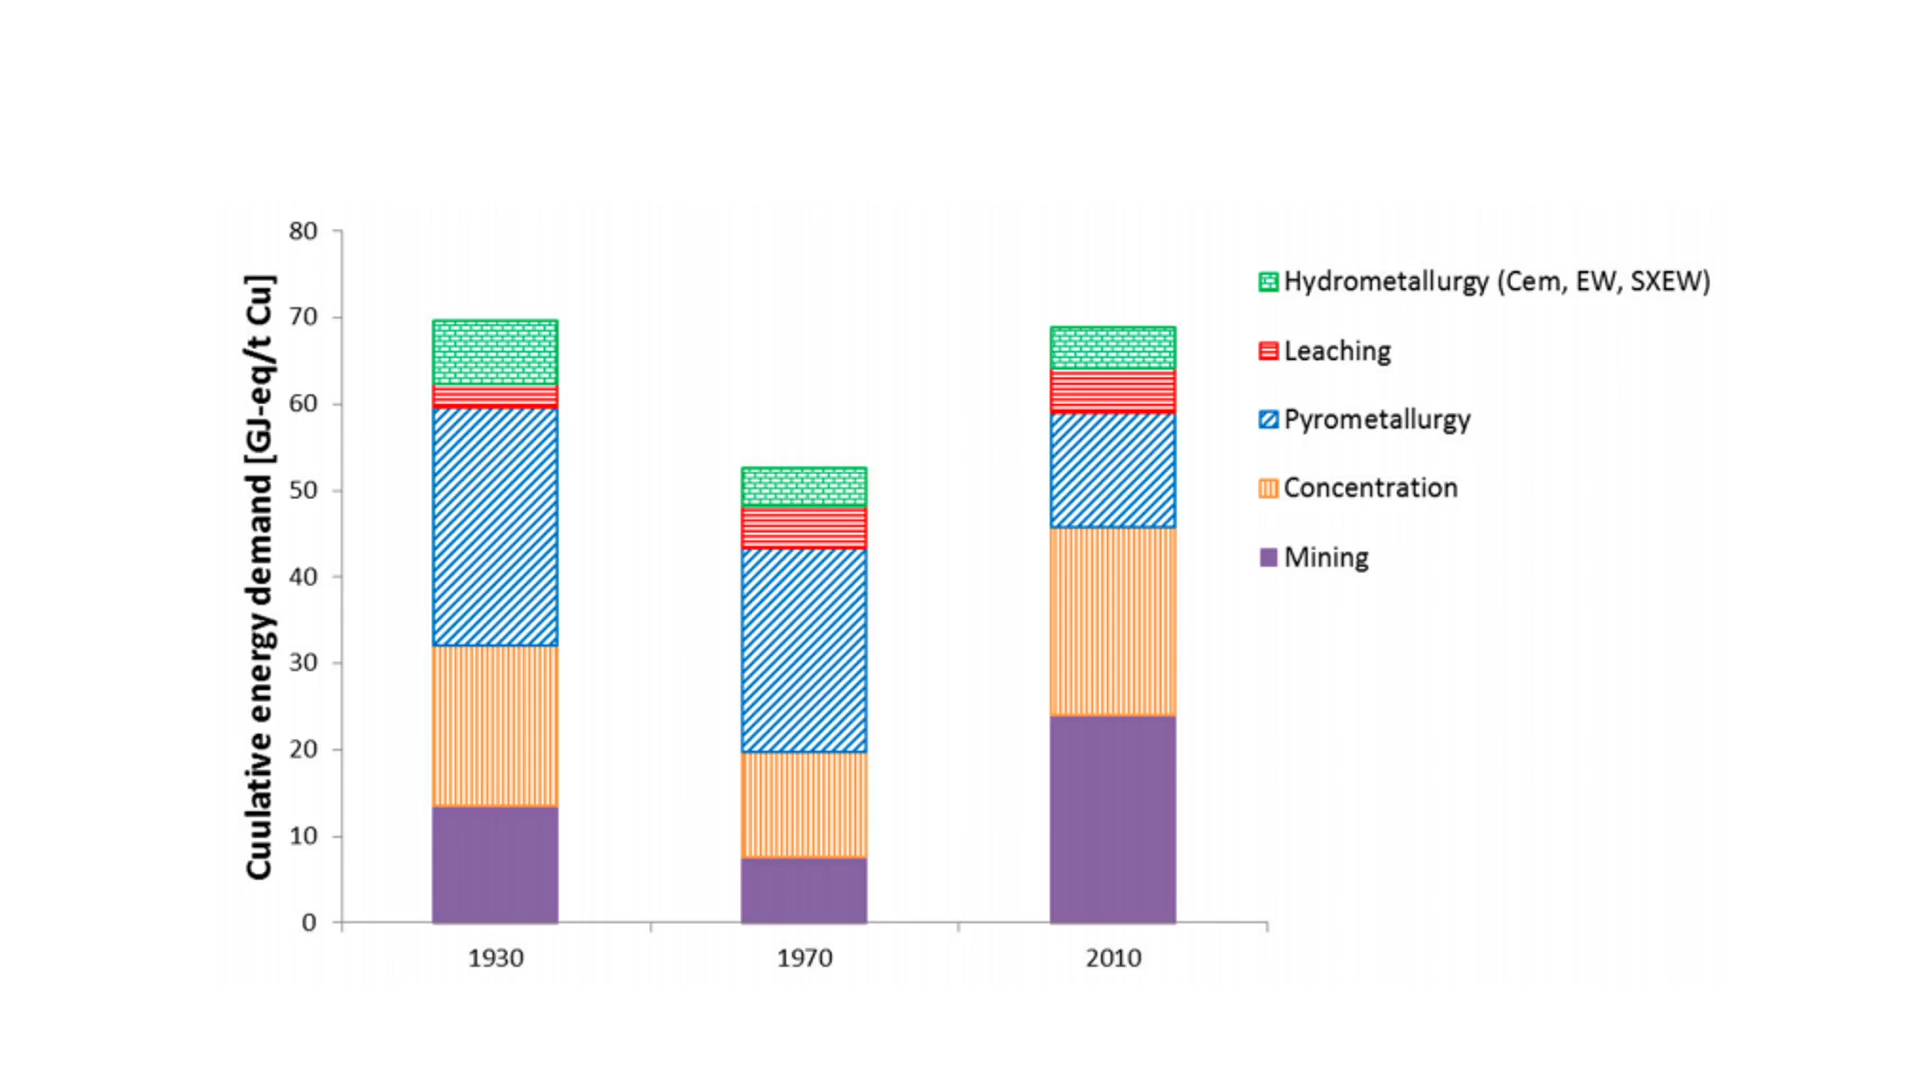 Cuulative energy demand [GJ-eq/t Cu]
80
70
60
50
40
30
20
10
0
1930
1970
2010
Hydrometallurgy (Cem, EW, SXEW)
Leaching
Pyrometallurgy
Concentration
Mining